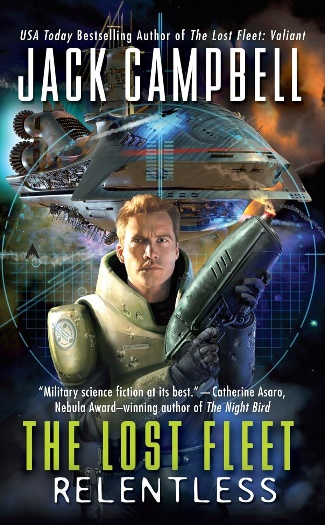 USA Today Bestselling Author of The Lost Fleet: Valiant
JACK CAMPBELL
“Military science fiction at its best.”—Catherine Asaro,
Nebula Award–winning author of The Night Bird
THE LOST FLEET
RELENTLESS